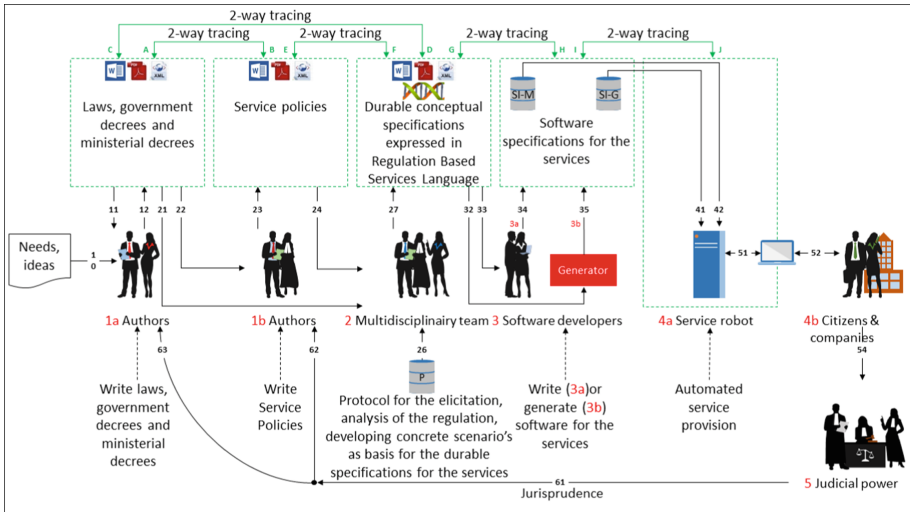 2-way tracing
2-way tracing
2-way tracing
2-way tracing
2-way tracing
C A B E F D G H I J
Laws, government
decrees and
ministerial decrees
Service policies
Durable conceptual
specifications
expressed in
Regulation Based
Services Language
SI-M
SI-G
Software
specifications for the
services
11 12 21 22 23 24 27 32 33 34 35 41 42
3a
3b
Needs,
ideas
1
0
Generator
51
52
1a Authors
1b Authors
2 Multidisciplinairy team
3 Software developers
4a Service robot
4b Citizens &
companies
63
62
26
54
P
Write laws,
government
decrees and
ministerial
decrees
Write
Service
Policies
Protocol for the elicitation,
analysis of the regulation,
developing concrete scenario's
as basis for the durable
specifications for the services
Write (3a)or
generate (3b)
software for the
services
Automated
service
provision
61
Jurisprudence
5 Judicial power